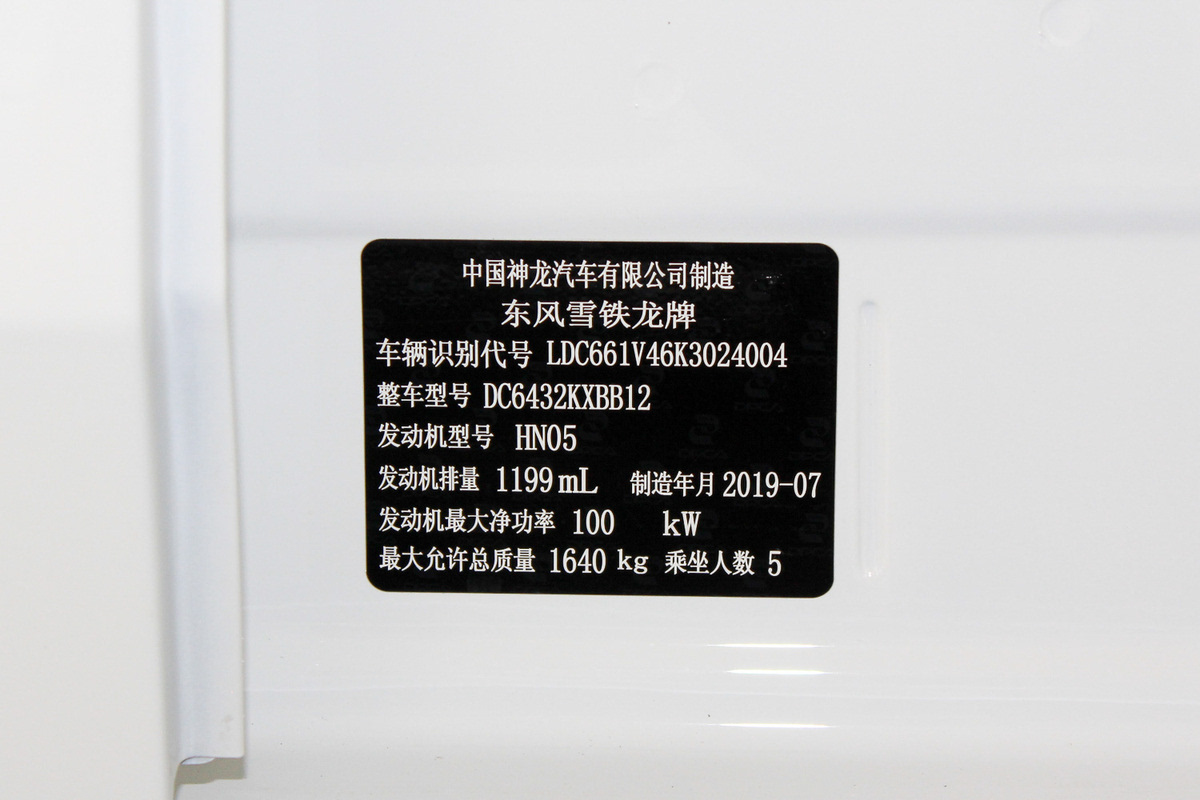 中国神龙汽车有限公司制造
东风雪铁龙牌
车辆识别代号 LDC661V46K3024004
整车型号 DC6432KXBB12
发动机型号 HN05
发动机排量 1199 mL 制造年月 2019-07
发动机最大净功率 100 kW
最大允许总质量 1640 kg 乘坐人数 5